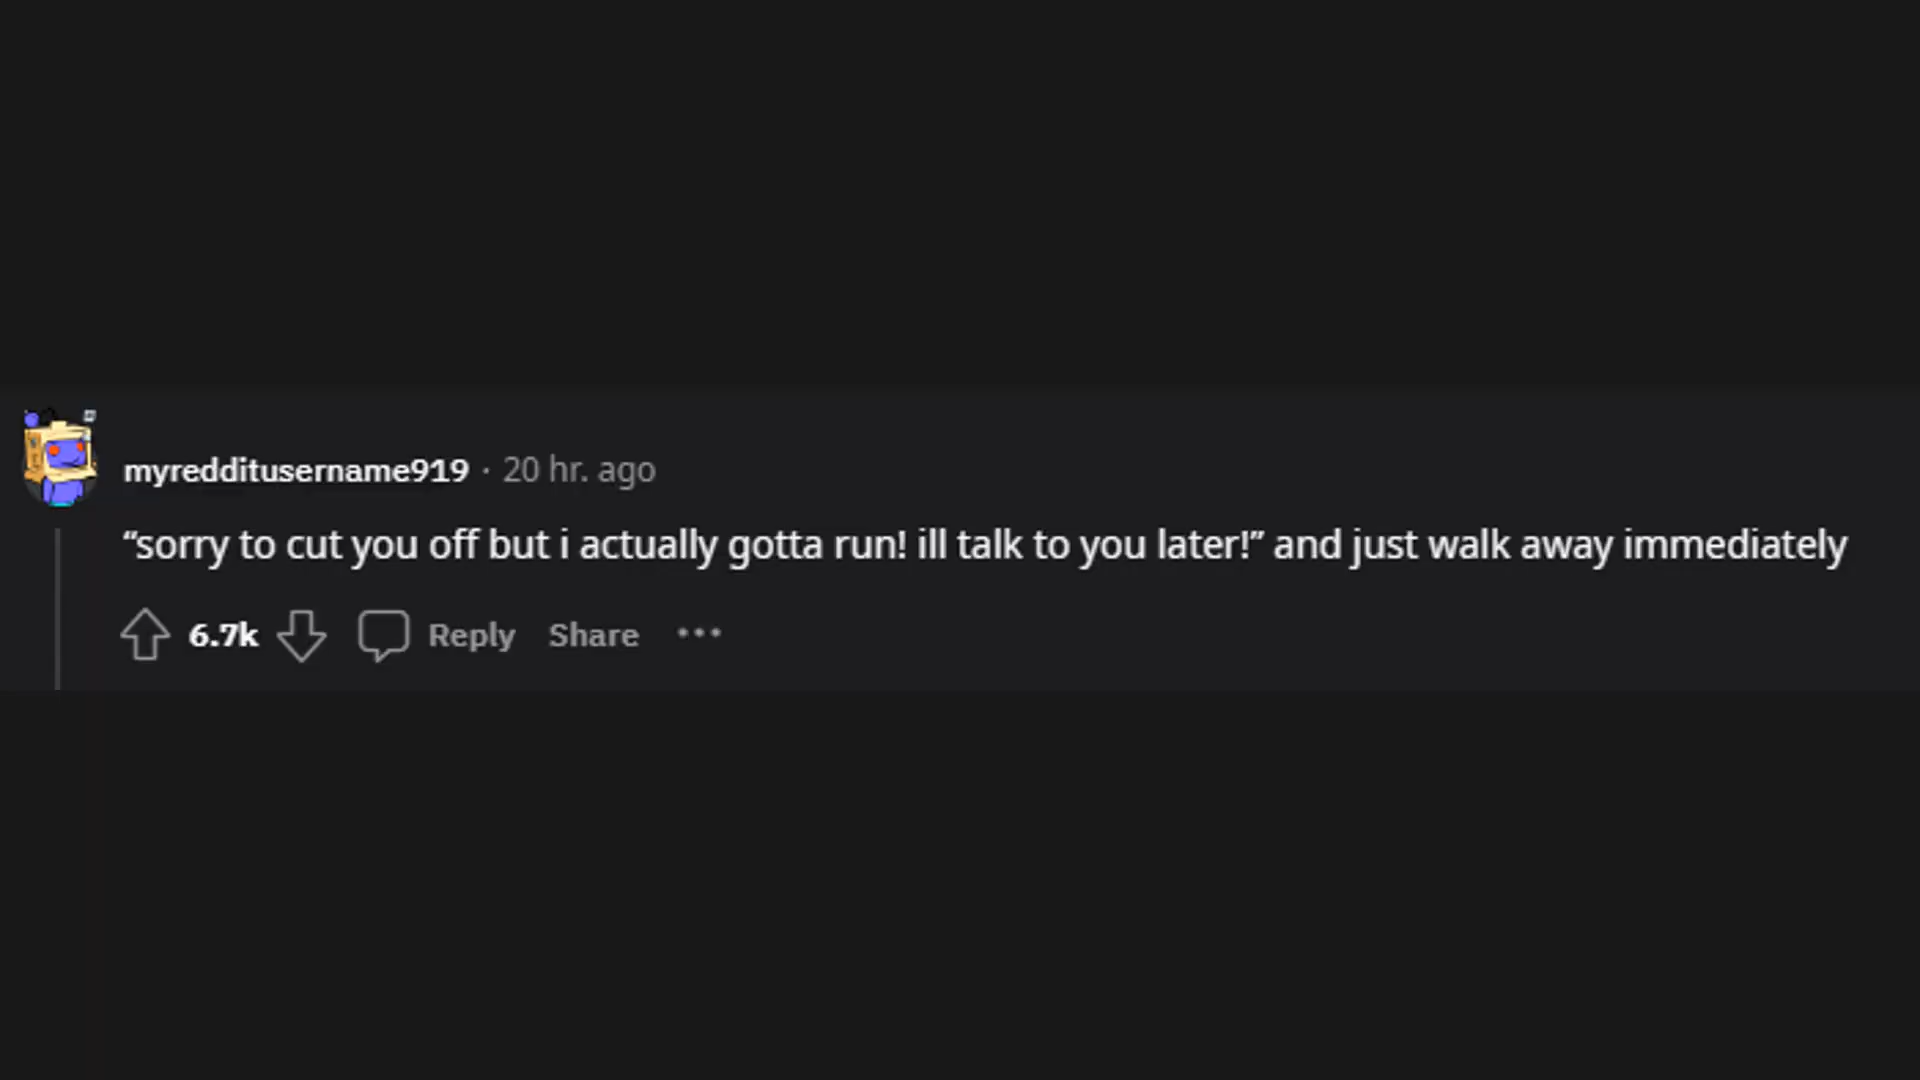 myredditusername919 · 20 hr. ago
“sorry to cut you off but i actually gotta run! ill talk to you later!” and just walk away immediately
6.7k Reply Share ···